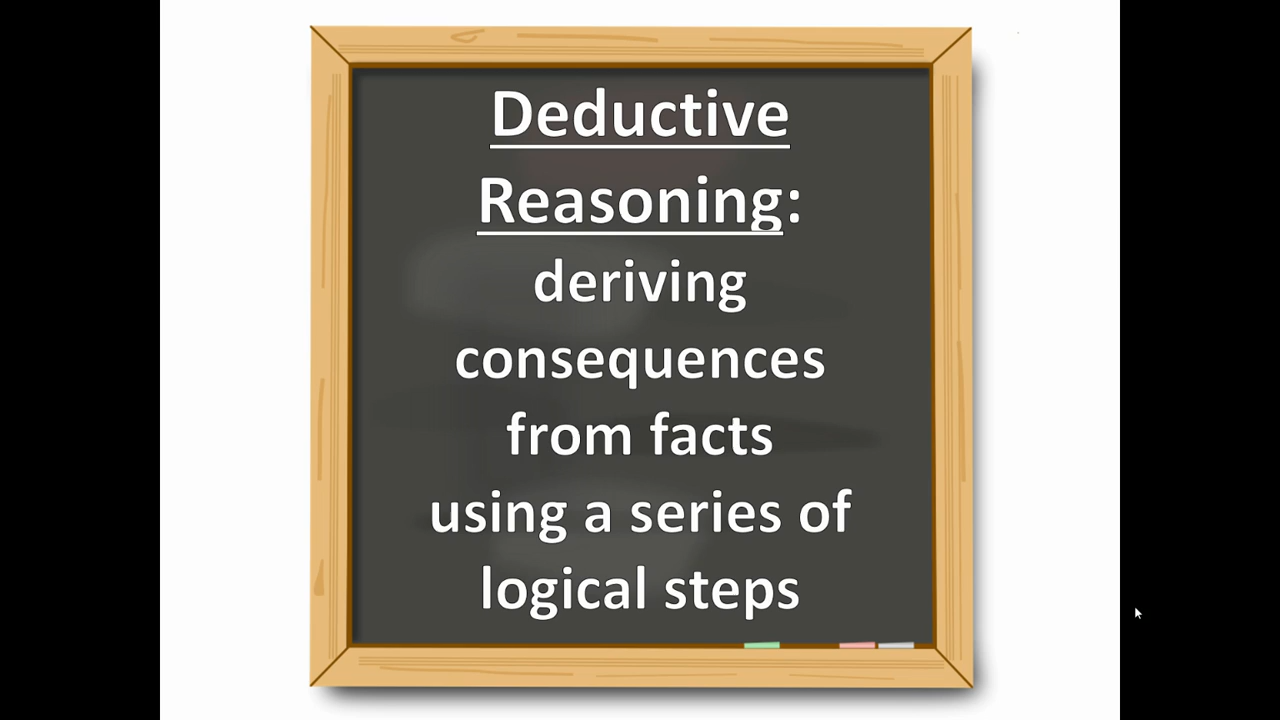 Deductive
Reasoning:
deriving
consequences
from facts
using a series of
logical steps